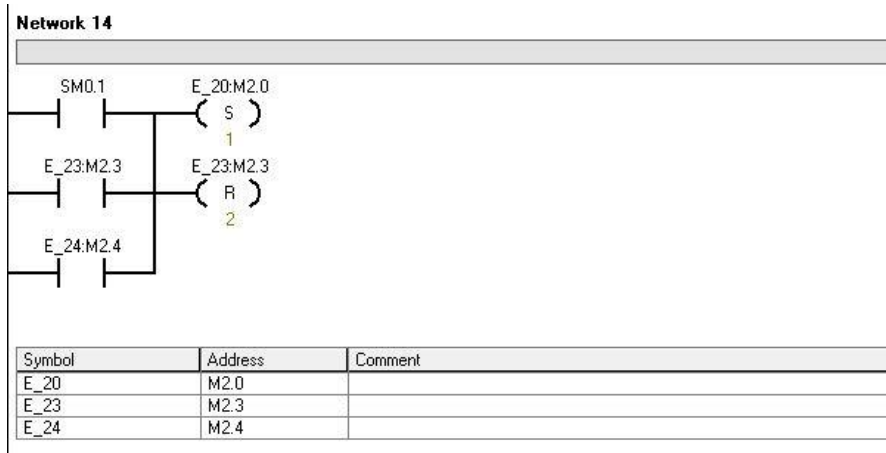 Network 14
SM0.1 E_20:M2.0
S
1
E_23:M2.3 E_23:M2.3
R
2
E_24:M2.4
Symbol Address Comment
E_20 M2.0
E_23 M2.3
E_24 M2.4